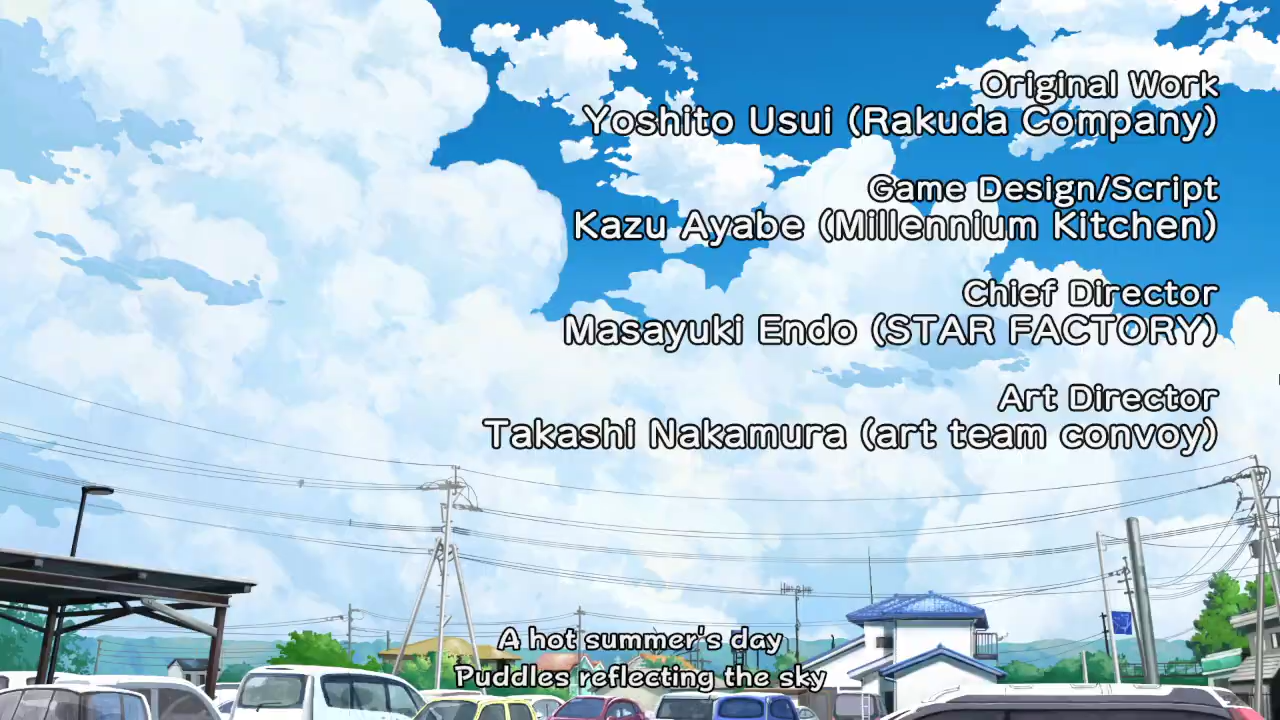 Original Work
Yoshito Usui (Rakuda Company)
Game Design/Script
Kazu Ayabe (Millennium Kitchen)
Chief Director
Masayuki Endo (STAR FACTORY)
Art Director
Takashi Nakamura (art team convoy)
A hot summer's day
Puddles reflecting the sky